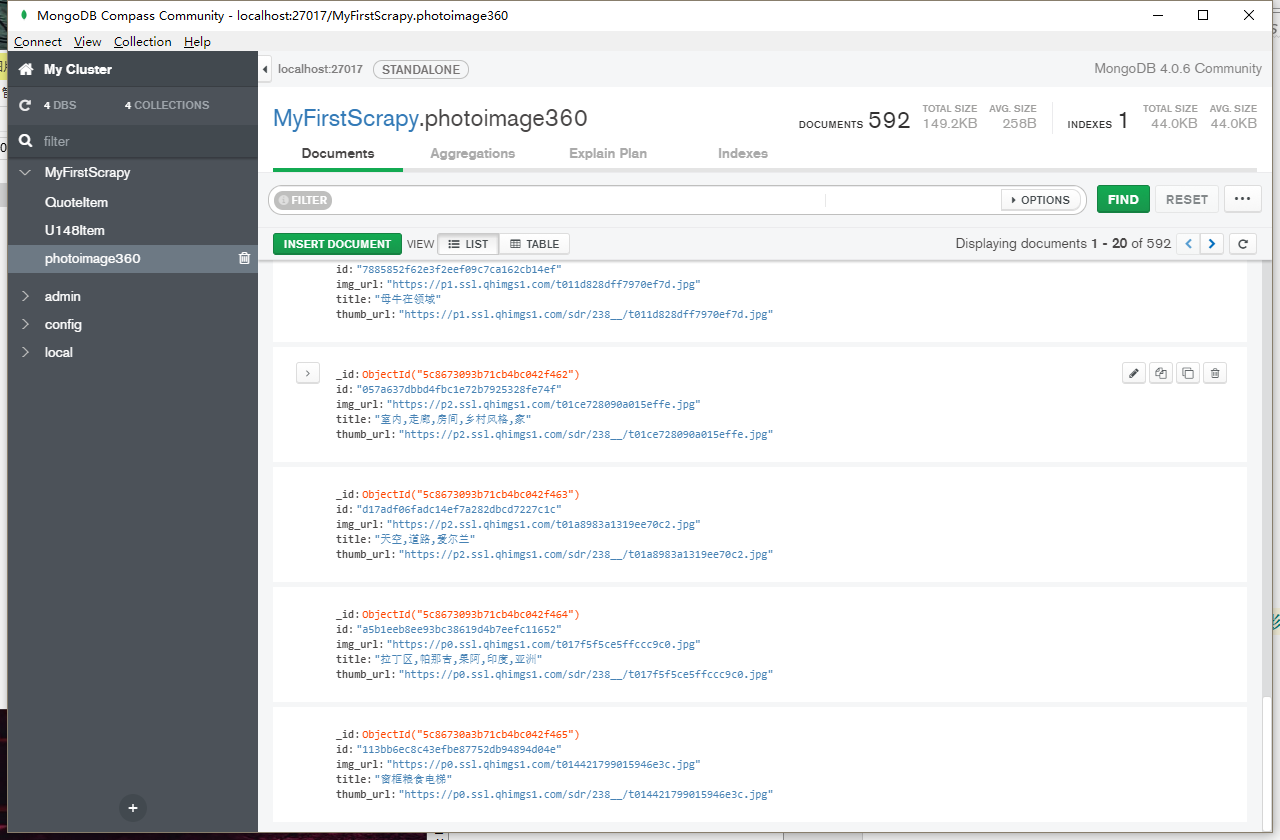 MongoDB Compass Community - localhost:27017/MyFirstScrapy.photoimage360
Connect View Collection Help
My Cluster
4 DBS 4 COLLECTIONS
filter
MyFirstScrapy
QuoteItem
U148Item
photoimage360
admin
config
local
localhost:27017 STANDALONE MongoDB 4.0.6 Community
MyFirstScrapy.photoimage360
DOCUMENTS 592 TOTAL SIZE 149.2KB AVG. SIZE 258B INDEXES 1 TOTAL SIZE 44.0KB AVG. SIZE 44.0KB
Documents Aggregations Explain Plan Indexes
FILTER OPTIONS FIND RESET ...
INSERT DOCUMENT VIEW LIST TABLE Displaying documents 1 - 20 of 592
id: "7885852f62e3f2eef09c7ca162cb14ef"
img_url: "https://p1.ssl.qhimgs1.com/t011d828dff7970ef7d.jpg"
title: "母牛在领域"
thumb_url: "https://p1.ssl.qhimgs1.com/sdr/238__/t011d828dff7970ef7d.jpg"
_id: ObjectId("5c8673093b71cb4bc042f462")
id: "057a637dbbd4fbc1e72b7925328fe74f"
img_url: "https://p2.ssl.qhimgs1.com/t01ce728090a015effe.jpg"
title: "室内,走廊,房间,乡村风格,家"
thumb_url: "https://p2.ssl.qhimgs1.com/sdr/238__/t01ce728090a015effe.jpg"
_id: ObjectId("5c8673093b71cb4bc042f463")
id: "d17adf06fadc14ef7a282dbcd7227c1c"
img_url: "https://p2.ssl.qhimgs1.com/t01a8983a1319ee70c2.jpg"
title: "天空,道路,爱尔兰"
thumb_url: "https://p2.ssl.qhimgs1.com/sdr/238__/t01a8983a1319ee70c2.jpg"
_id: ObjectId("5c8673093b71cb4bc042f464")
id: "a5b1eeb8ee93bc38619d4b7eefc11652"
img_url: "https://p0.ssl.qhimgs1.com/t017f5f5ce5ffccc9c0.jpg"
title: "拉丁区,帕那吉,果阿,印度,亚洲"
thumb_url: "https://p0.ssl.qhimgs1.com/sdr/238__/t017f5f5ce5ffccc9c0.jpg"
_id: ObjectId("5c86730a3b71cb4bc042f465")
id: "113bb6ec8c43efbe87752db94894d04e"
img_url: "https://p0.ssl.qhimgs1.com/t014421799015946e3c.jpg"
title: "窗框粮食电梯"
thumb_url: "https://p0.ssl.qhimgs1.com/sdr/238__/t014421799015946e3c.jpg"